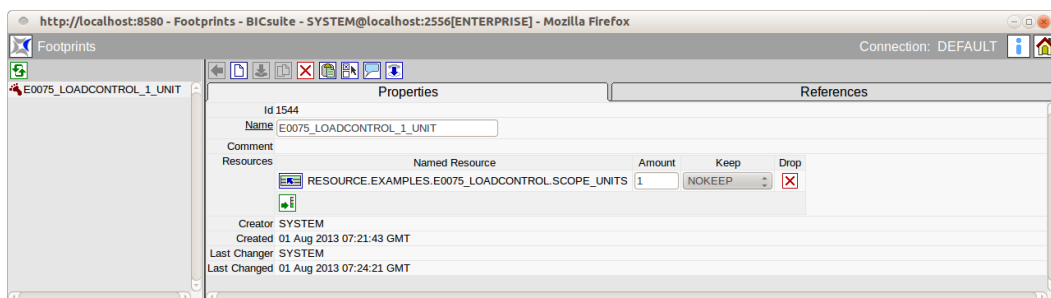 http://localhost:8580 - Footprints - BICsuite - SYSTEM@localhost:2556[ENTERPRISE] - Mozilla Firefox
Footprints
Connection: DEFAULT
E0075_LOADCONTROL_1_UNIT
Properties
References
Id 1544
Name E0075_LOADCONTROL_1_UNIT
Comment
Resources Named Resource Amount Keep Drop
RESOURCE.EXAMPLES.E0075_LOADCONTROL.SCOPE_UNITS 1 NOKEEP
Creator SYSTEM
Created 01 Aug 2013 07:21:43 GMT
Last Changer SYSTEM
Last Changed 01 Aug 2013 07:24:21 GMT